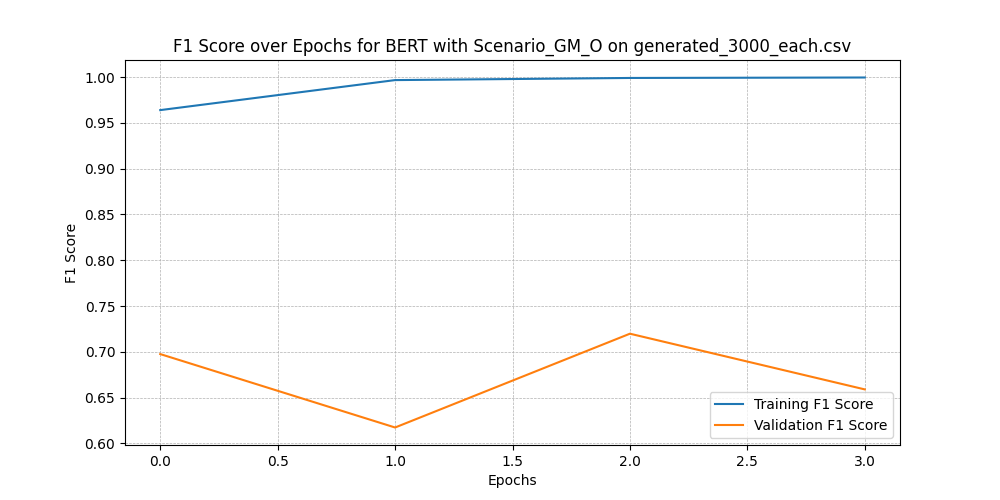 F1 Score over Epochs for BERT with Scenario_GM_O on generated_3000_each.csv
1.00
0.95
0.90
0.85
0.80
0.75
0.70
0.65
0.60
F1 Score
Training F1 Score
Validation F1 Score
0.0 0.5 1.0 1.5 2.0 2.5 3.0
Epochs